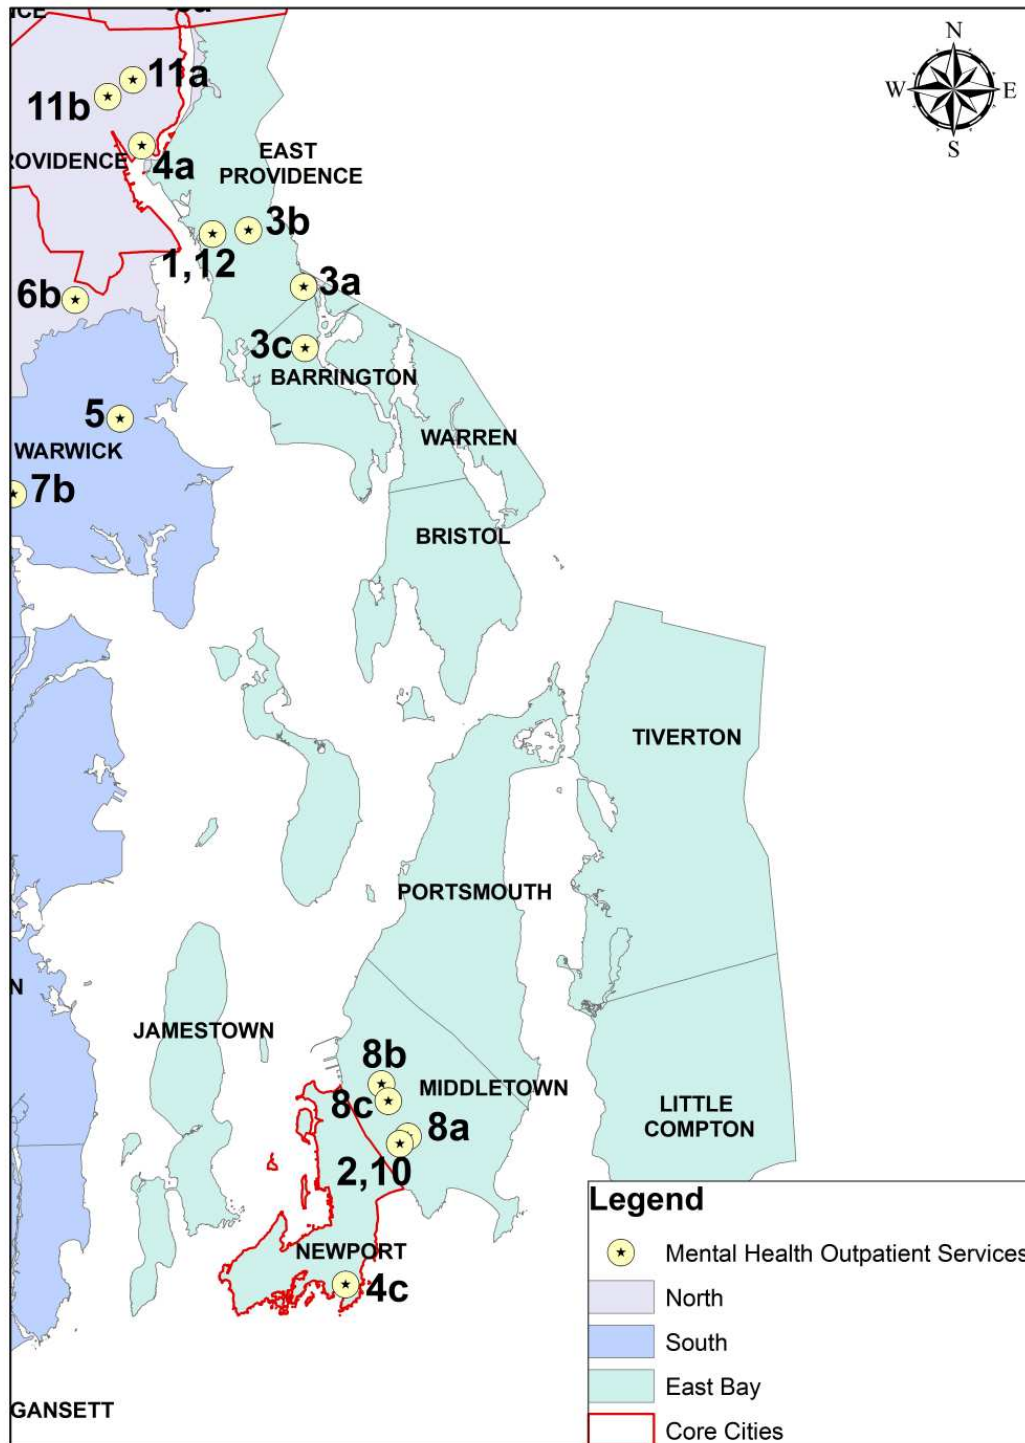 N
W E
S
11a
11b
4a
EAST
PROVIDENCE
3b
1,12
3a
6b
3c
BARRINGTON
5
WARREN
WARWICK
7b
BRISTOL
TIVERTON
PORTSMOUTH
N
JAMESTOWN
8b
MIDDLETOWN
8c
LITTLE
COMPTON
8a
2,10
NEWPORT
4c
GANSETT
Legend
Mental Health Outpatient Services
North
South
East Bay
Core Cities
ROVIDENCE